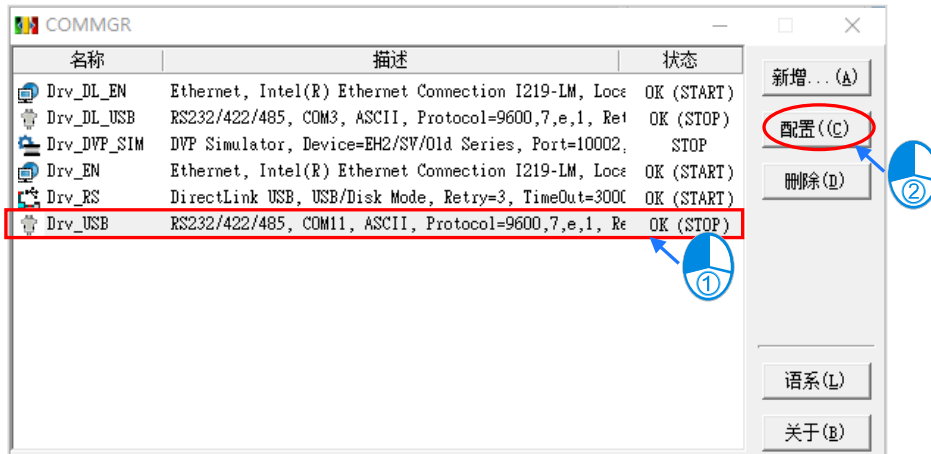 COMMGR
名称 描述 状态
Drv_DL_EN Ethernet, Intel(R) Ethernet Connection I219-LM, Loca OK (START)
Drv_DL_USB RS232/422/485, COM3, ASCII, Protocol=9600,7,e,1, Ret OK (STOP)
Drv_DVP_SIM DVP Simulator, Device=EH2/SV/Old Series, Port=10002, STOP
Drv_EN Ethernet, Intel(R) Ethernet Connection I219-LM, Loca OK (START)
Drv_RS DirectLink USB, USB/Disk Mode, Retry=3, TimeOut=3000 OK (START)
Drv_USB RS232/422/485, COM11, ASCII, Protocol=9600,7,e,1, Re OK (STOP)
①
新增...(A)
配置((C)
②
删除(D)
语系(L)
关于(B)